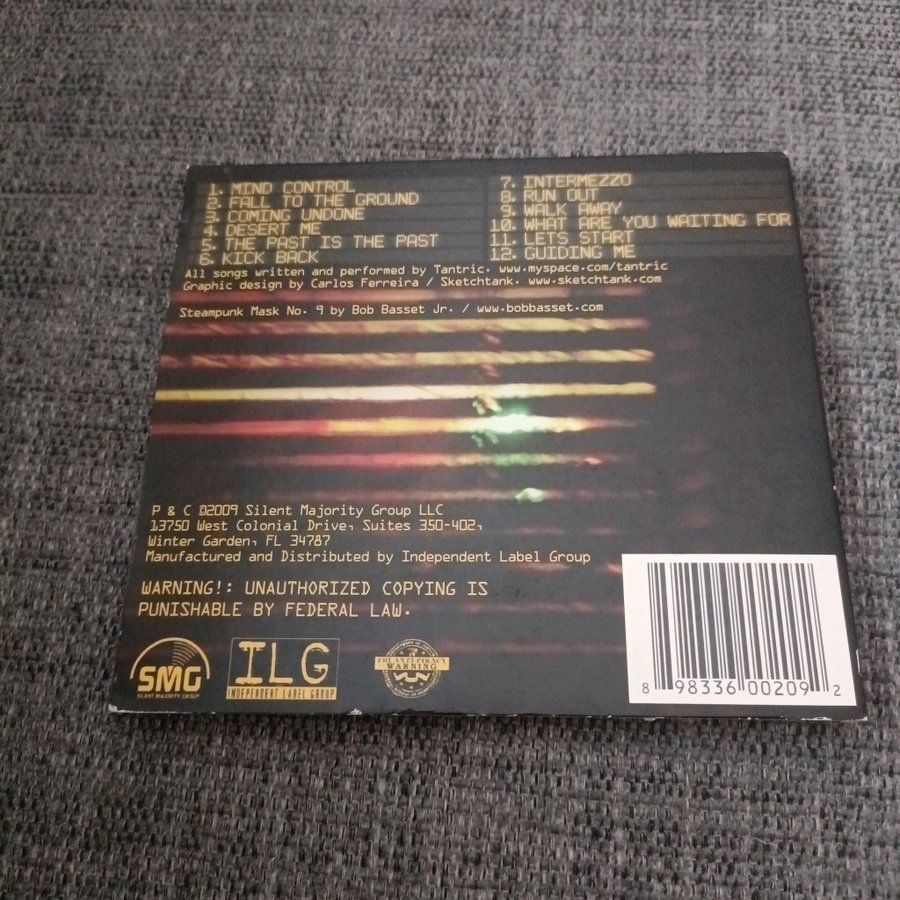 1. MIND CONTROL
2. FALL TO THE GROUND
3. COMING UNDONE
4. DESERT ME
5. THE PAST IS THE PAST
6. KICK BACK
7. INTERMEZZO
8. RUN OUT
9. WALK AWAY
10. WHAT ARE YOU WAITING FOR
11. LETS START
12. GUIDING ME
All songs written and performed by Tantric. www.myspace.com/tantric
Graphic design by Carlos Ferreira / Sketchtank. www.sketchtank.com
Steampunk Mask No. 9 by Bob Basset Jr. / www.bobbasset.com
P & C ©2009 Silent Majority Group LLC
13750 West Colonial Drive, Suites 350-402,
Winter Garden, FL 34787
Manufactured and Distributed by Independent Label Group
WARNING!: UNAUTHORIZED COPYING IS
PUNISHABLE BY FEDERAL LAW.
SMG
SILENT MAJORITY GROUP
ILG
INDEPENDENT LABEL GROUP
FBI ANTI-PIRACY
WARNING
8 98336 00209 2